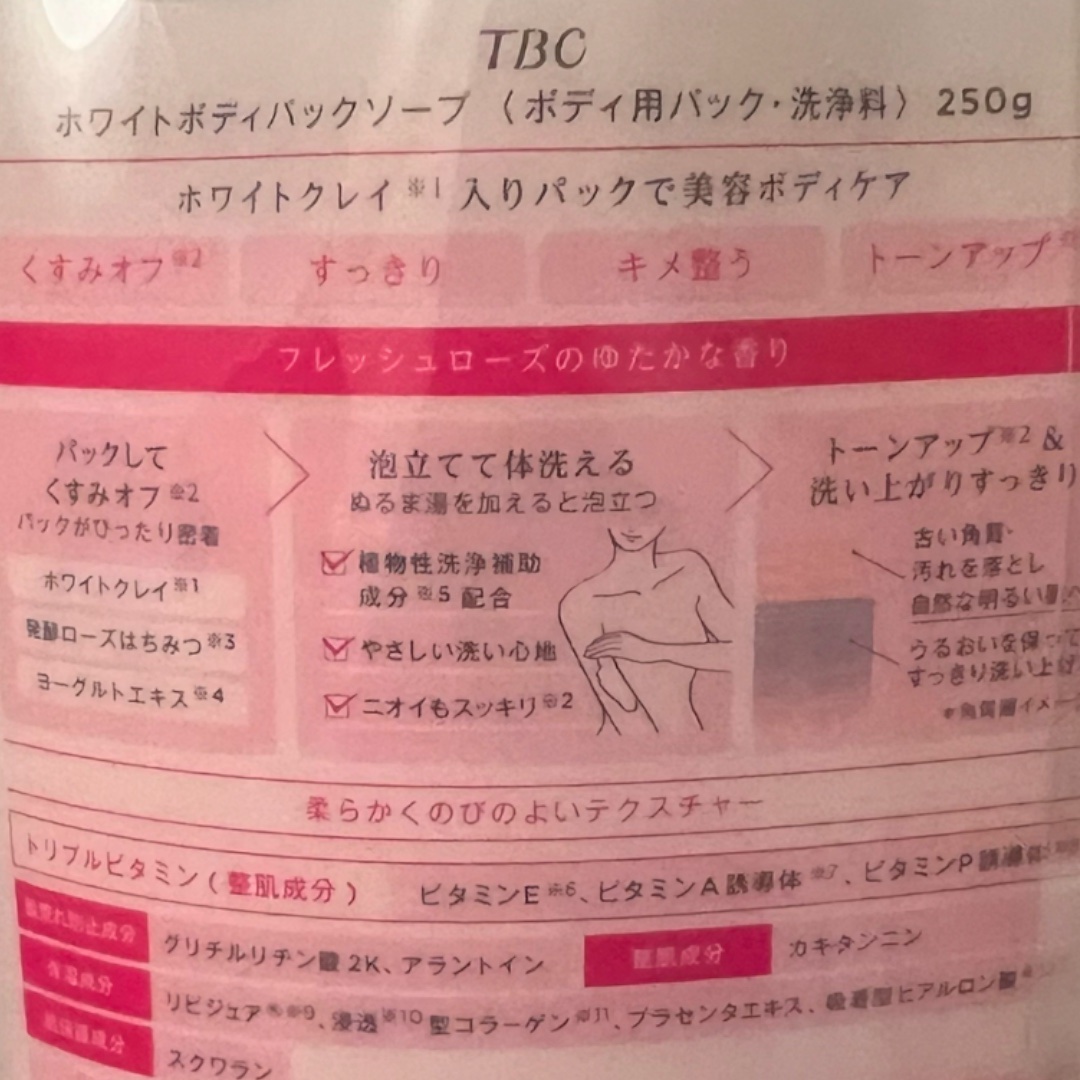 TBC
ホワイトボディパックソープ 〈ボディ用パック・洗浄料〉 250g
ホワイトクレイ※1 入りパックで美容ボディケア
くすみオフ※2
すっきり
キメ整う
トーンアップ
フレッシュローズのゆたかな香り
パックして
くすみオフ※2
パックがぴったり密着
ホワイトクレイ※1
発酵ローズはちみつ※3
ヨーグルトエキス※4
泡立てて体洗える
ぬるま湯を加えると泡立つ
植物性洗浄補助
成分※5 配合
やさしい洗い心地
ニオイもスッキリ※2
トーンアップ※2 &
洗い上がりすっきり
古い角質・
汚れを落とし
自然な明るい
うるおいを保って
すっきり洗い上げ
柔らかくのびのよいテクスチャー
トリプルビタミン(整肌成分) ビタミンE※6、ビタミンA誘導体※7、ビタミンP誘導体
肌荒れ防止成分
グリチルリチン酸2K、アラントイン
整肌成分
カキタンニン
保湿成分
リピジュア®※9、浸透※10型コラーゲン※11、プラセンタエキス、吸着型ヒアルロン酸
スクワラン